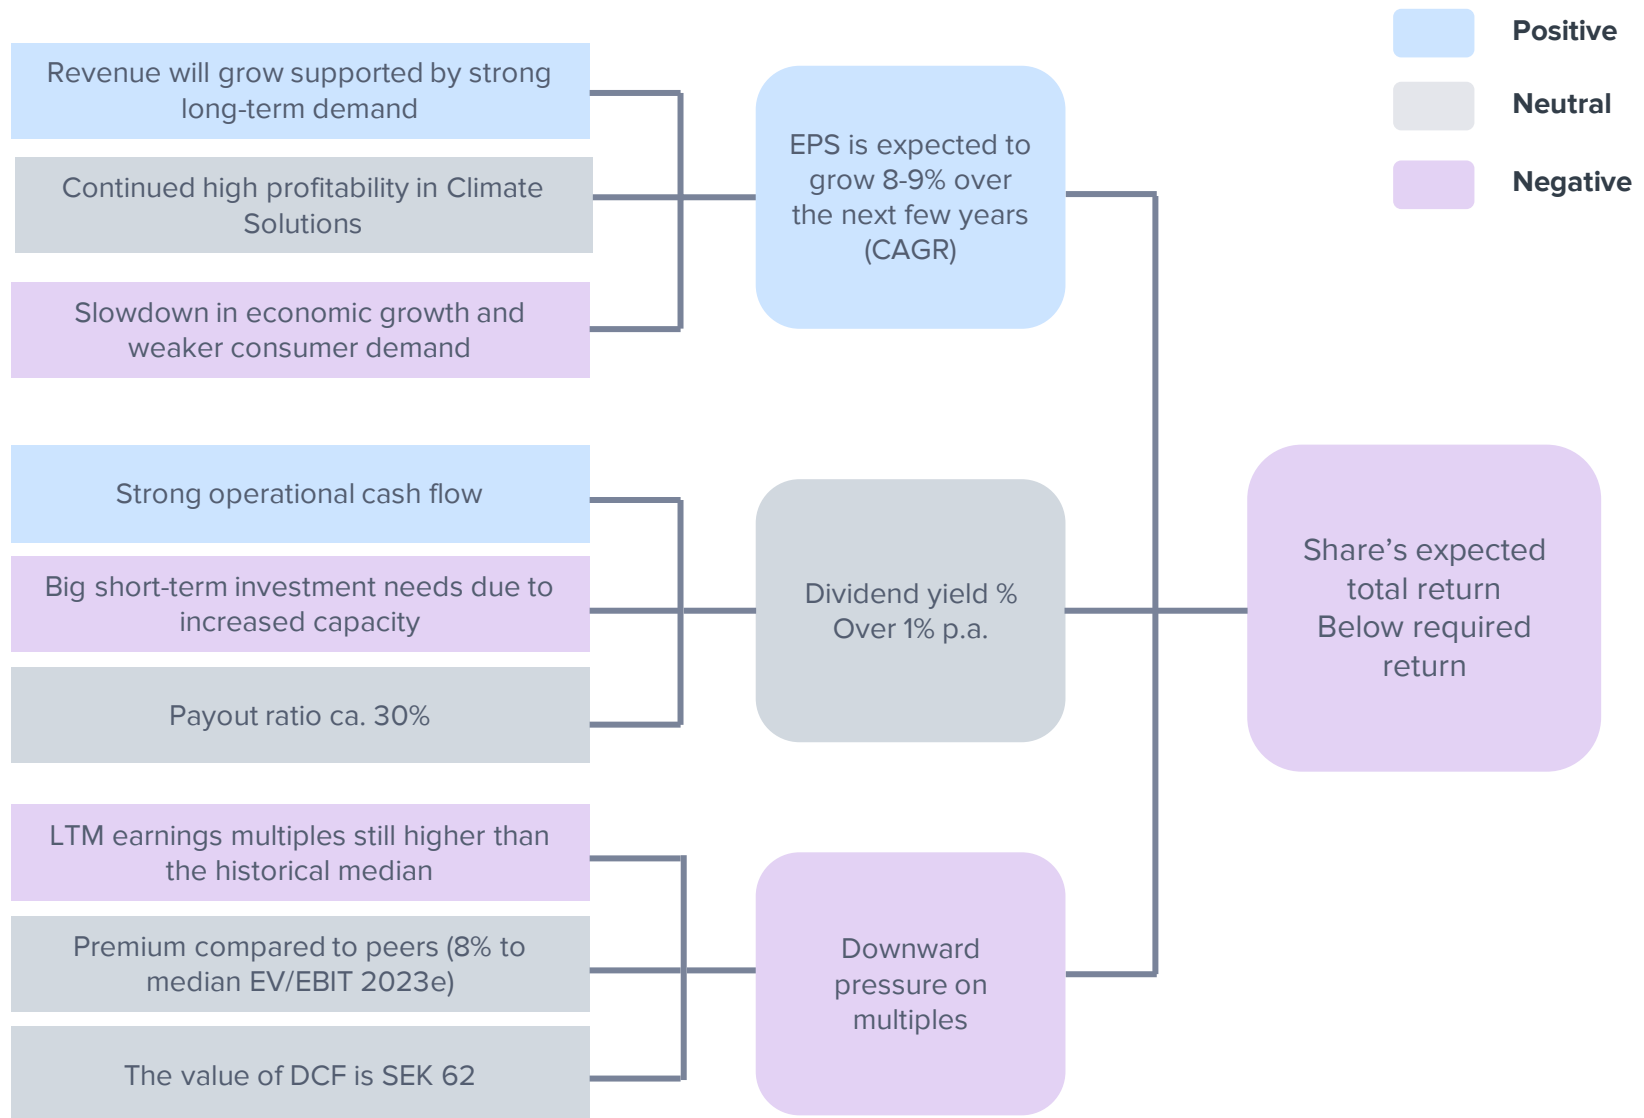 Positive
Neutral
Negative
Revenue will grow supported by strong
long-term demand
Continued high profitability in Climate
Solutions
Slowdown in economic growth and
weaker consumer demand
EPS is expected to
grow 8-9% over
the next few years
(CAGR)
Strong operational cash flow
Big short-term investment needs due to
increased capacity
Payout ratio ca. 30%
Dividend yield %
Over 1% p.a.
LTM earnings multiples still higher than
the historical median
Premium compared to peers (8% to
median EV/EBIT 2023e)
The value of DCF is SEK 62
Downward
pressure on
multiples
Share’s expected
total return
Below required
return